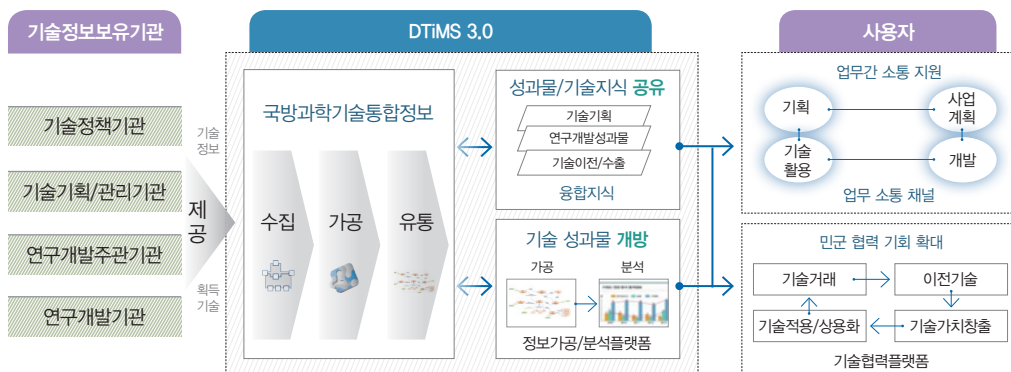 기술정보보유기관
기술정책기관
기술기획/관리기관
연구개발주관기관
연구개발기관
기술
정보
제
공
획득
기술
DTiMS 3.0
국방과학기술통합정보
수집
가공
유통
성과물/기술지식 공유
기술기획
연구개발성과물
기술이전/수출
융합지식
기술 성과물 개방
가공
분석
정보가공/분석플랫폼
사용자
업무간 소통 지원
기획
사업
계획
기술
활용
개발
업무 소통 채널
민군 협력 기회 확대
기술거래
이전기술
기술적용/상용화
기술가치창출
기술협력플랫폼